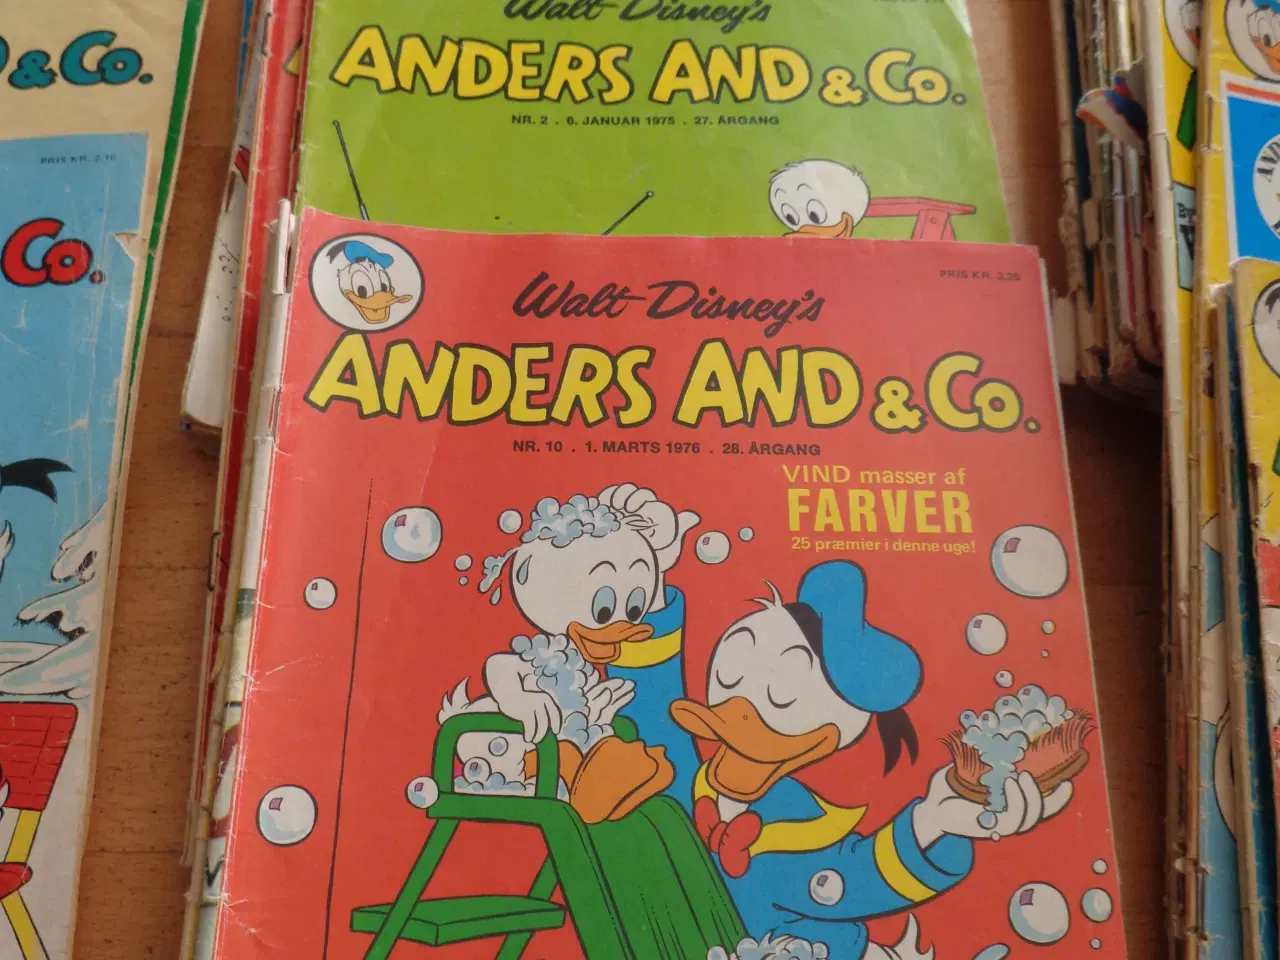 & Co.
PRIS KR. 2.10
Co.
Walt Disney's
ANDERS AND & Co.
NR. 2 . 6. JANUAR 1975 . 27. ÅRGANG
PRIS KR. 3,25
Walt Disney's
ANDERS AND & Co.
NR. 10 . 1. MARTS 1976 . 28. ÅRGANG
VIND masser af
FARVER
25 præmier i denne uge!